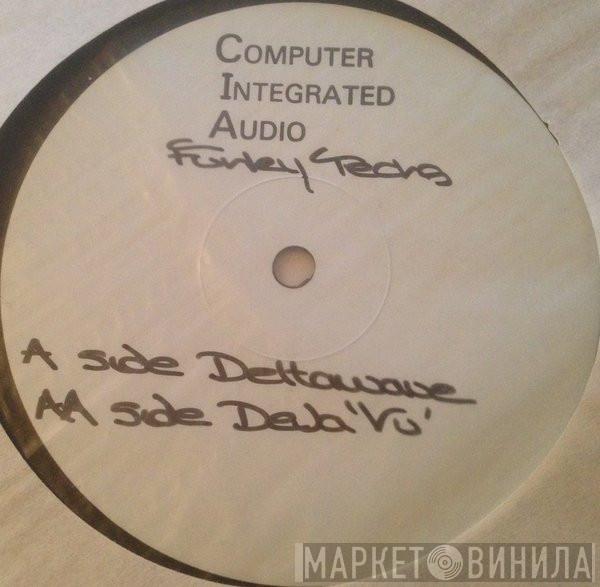 COMPUTER
INTEGRATED
AUDIO
Funky Techs
A side Deltawave
AA side Deja 'Vu'
МАРКЕТ ВИНИЛА